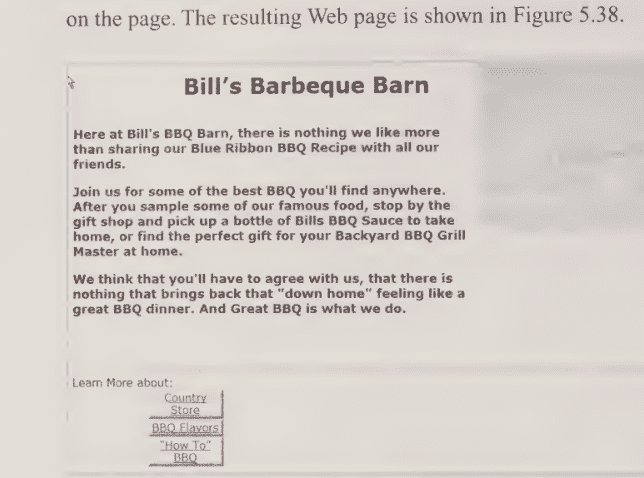 on the page. The resulting Web page is shown in Figure 5.38.
Bill's Barbeque Barn
Here at Bill's BBQ Barn, there is nothing we like more
than sharing our Blue Ribbon BBQ Recipe with all our
friends.
Join us for some of the best BBQ you'll find anywhere.
After you sample some of our famous food, stop by the
gift shop and pick up a bottle of Bills BBQ Sauce to take
home, or find the perfect gift for your Backyard BBQ Grill
Master at home.
We think that you'll have to agree with us, that there is
nothing that brings back that "down home" feeling like a
great BBQ dinner. And Great BBQ is what we do.
Learn More about:
Country
Store
BBQ Flavors
"How To"
BBQ